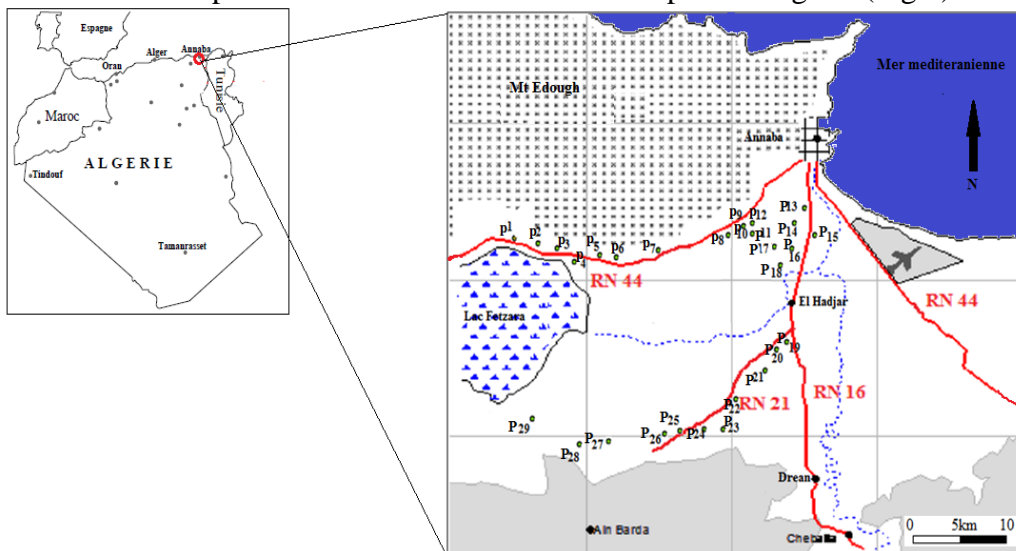 Espagne
Alger
Annaba
Oran
Tunisie
Maroc
ALGERIE
Tindouf
Tamanrasset
Mer mediteranienne
Mt Edough
Annaba
N
p1
p2
p3
p4
p5
p6
p7
p8
p9
p10
p11
p12
P13
P14
P15
P16
P17
P18
RN 44
RN 44
El Hadjar
Lac Fetzara
P19
P20
P21
P22
RN 21
RN 16
P23
P24
P25
P26
P27
P28
P29
Drean
Ain Barda
0 5km 10